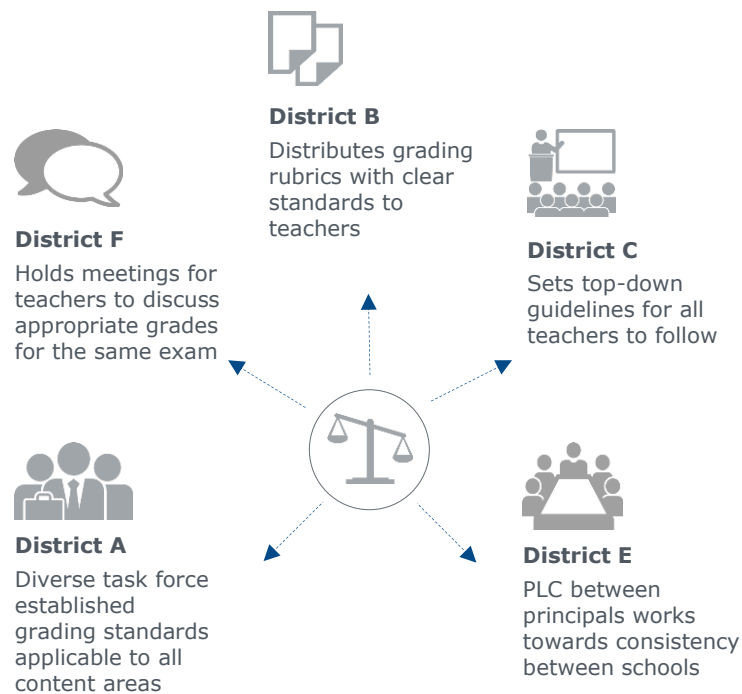 District B
Distributes grading
rubrics with clear
standards to
teachers
District F
Holds meetings for
teachers to discuss
appropriate grades
for the same exam
District C
Sets top-down
guidelines for all
teachers to follow
District A
Diverse task force
established
grading standards
applicable to all
content areas
District E
PLC between
principals works
towards consistency
between schools